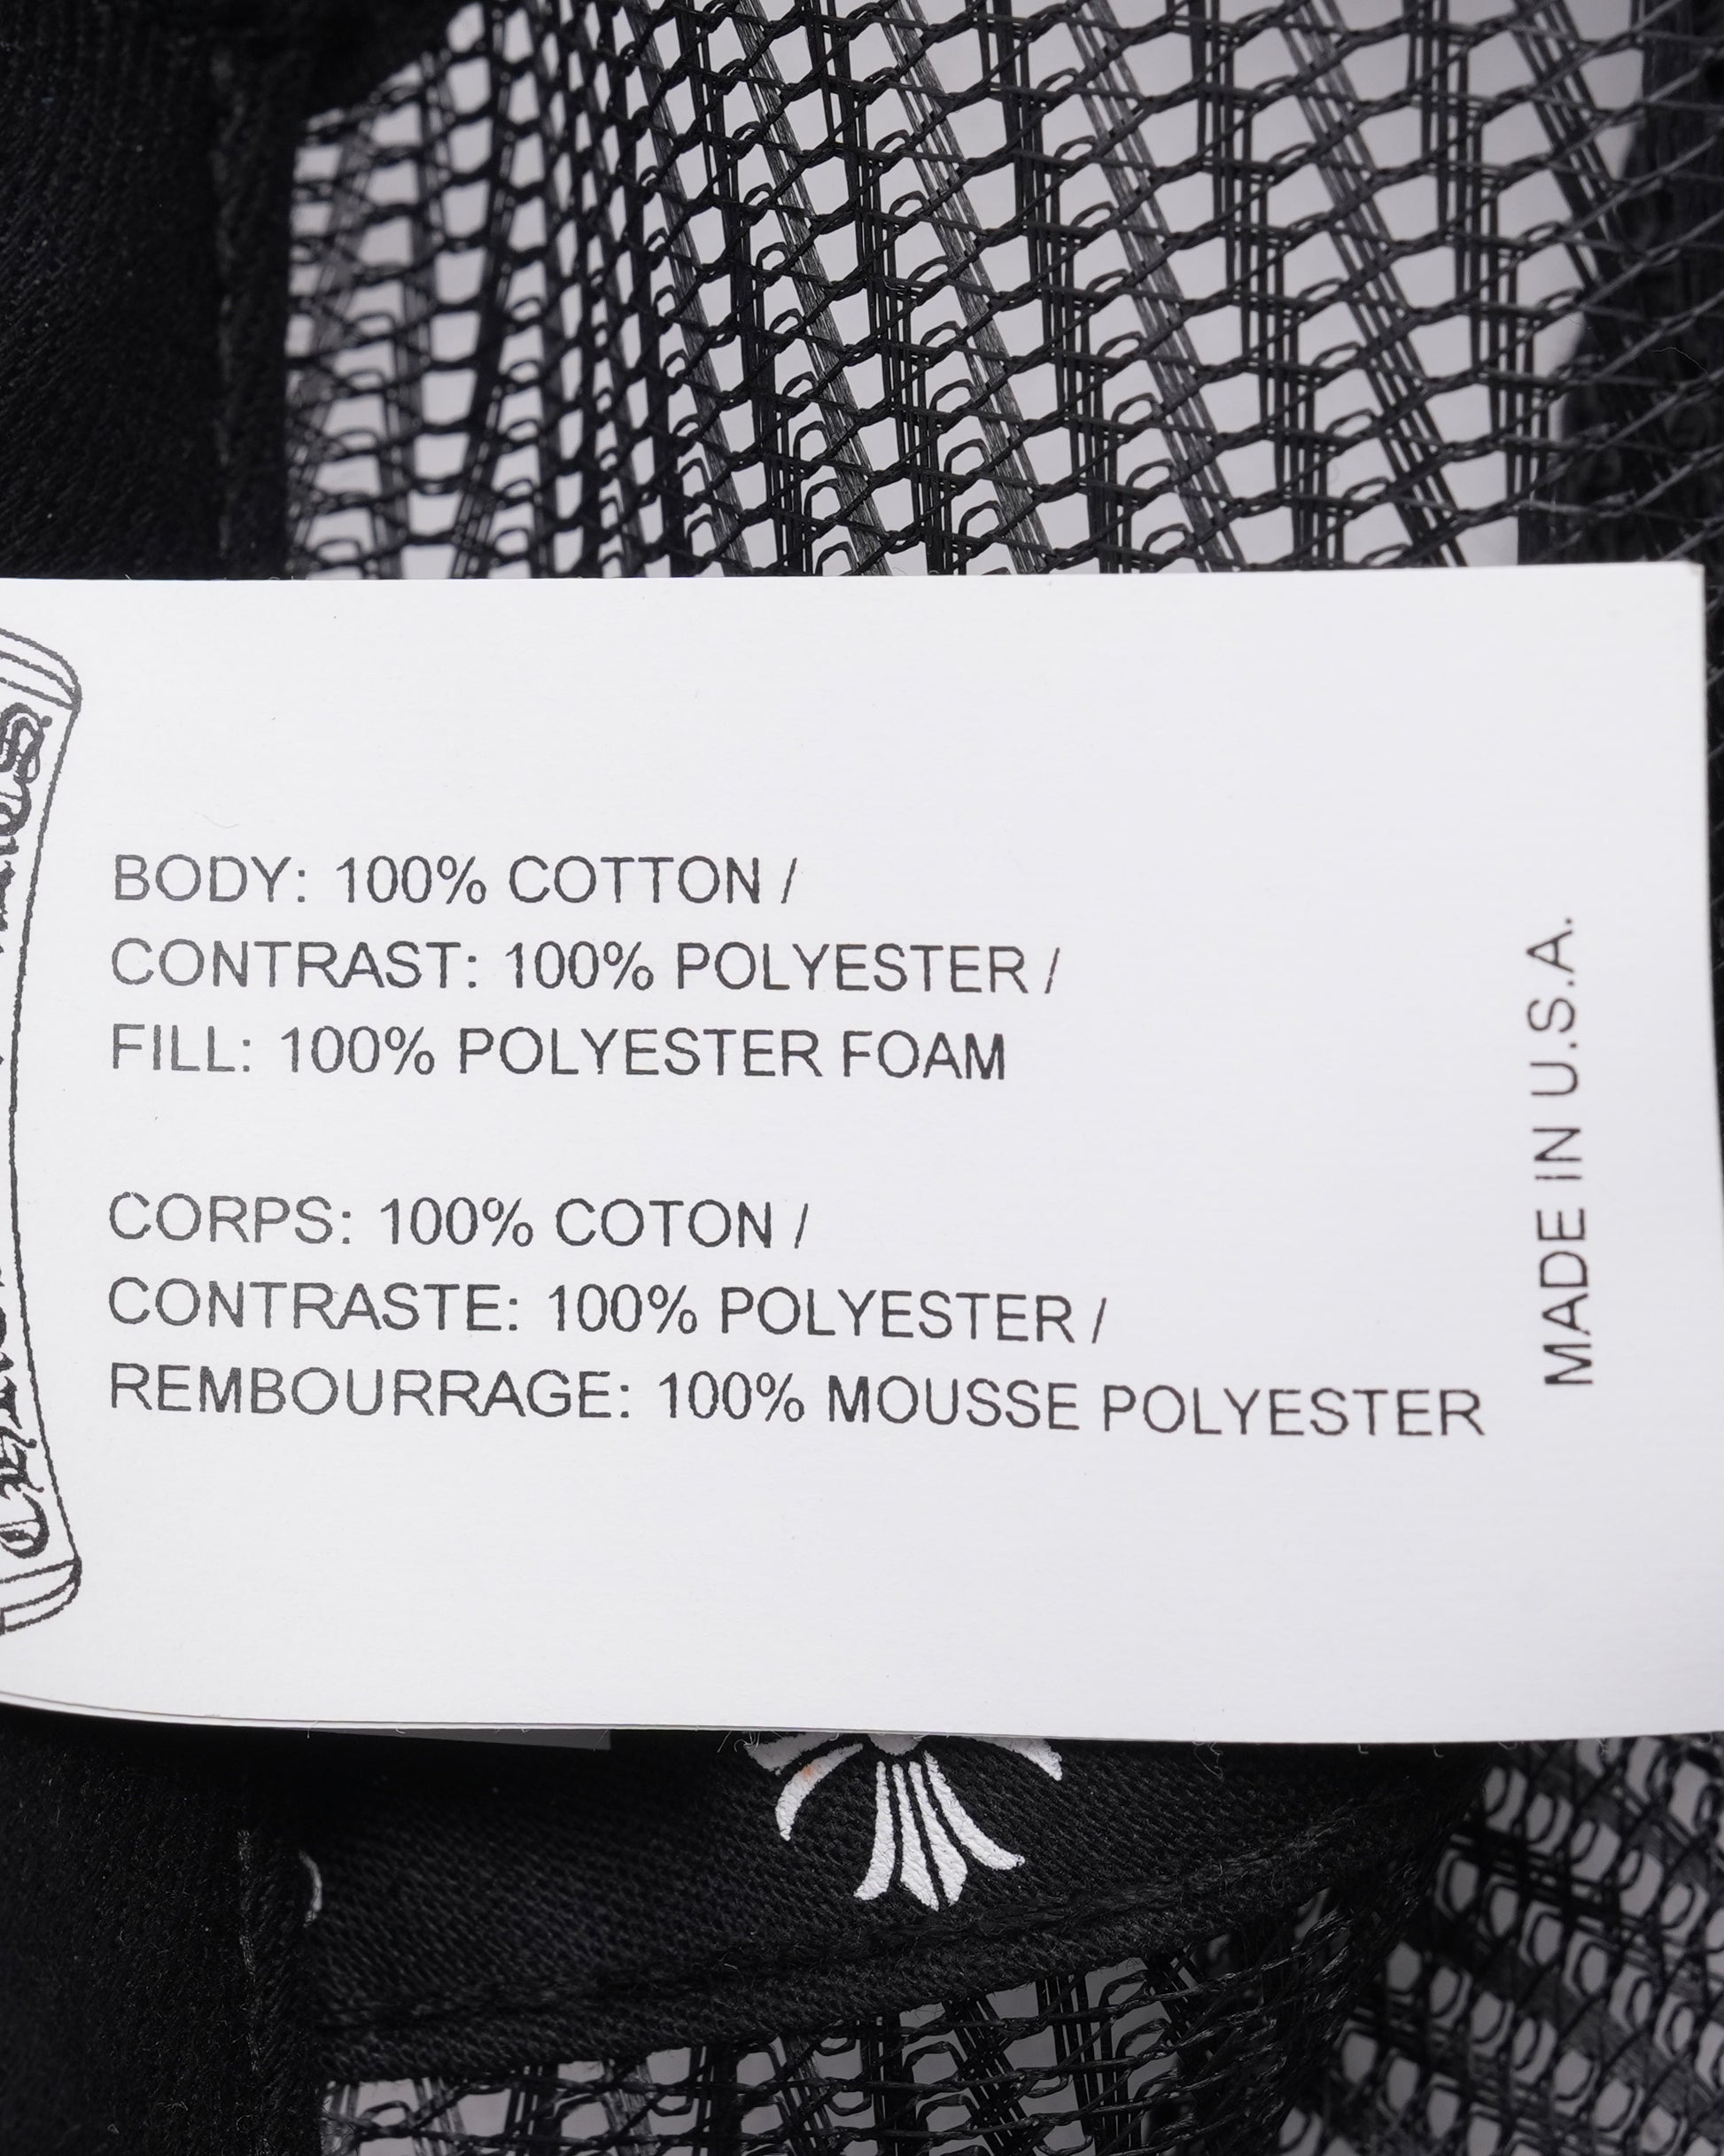 BODY: 100% COTTON /
CONTRAST: 100% POLYESTER /
FILL: 100% POLYESTER FOAM
CORPS: 100% COTON /
CONTRASTE: 100% POLYESTER /
REMBOURRAGE: 100% MOUSSE POLYESTER
MADE IN U.S.A.